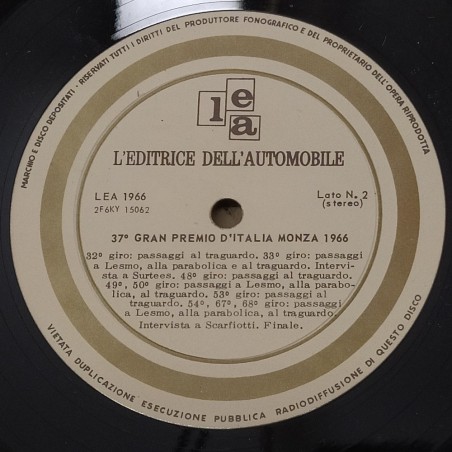 MARCHIO E DISCO DEPOSITATI - RISERVATI TUTTI I DIRITTI DEL PRODUTTORE FONOGRAFICO E DEL PROPRIETARIO DELL'OPERA RIPRODOTTA
lea
L'EDITRICE DELL'AUTOMOBILE
LEA 1966
2F6KY 15062
Lato N. 2
(stereo)
37° GRAN PREMIO D'ITALIA MONZA 1966
32° giro: passaggi al traguardo. 33° giro: passaggi
a Lesmo, alla parabolica e al traguardo. Intervi-
sta a Surtees. 48° giro: passaggi al traguardo.
49°, 50° giro: passaggi a Lesmo, alla parabo-
lica, al traguardo. 53° giro: passaggi al
traguardo. 54°, 67°, 68° giro: passaggi
a Lesmo, alla parabolica, al traguardo.
Intervista a Scarfiotti. Finale.
VIETATA DUPLICAZIONE ESECUZIONE PUBBLICA RADIODIFFUSIONE DI QUESTO DISCO